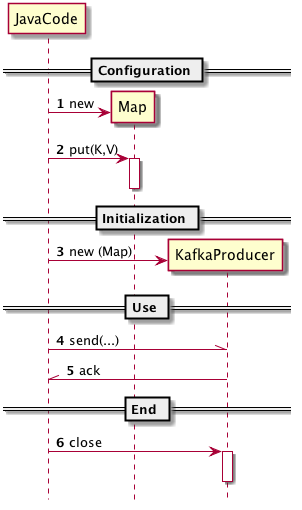 JavaCode
Configuration
1 new
Map
2 put(K,V)
Initialization
3 new (Map)
KafkaProducer
Use
4 send(...)
5 ack
End
6 close